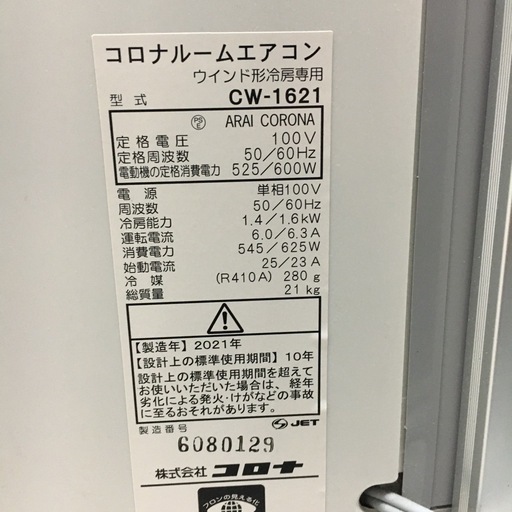 コロナルームエアコン
ウインド形冷房専用
型式 CW-1621
PSE ARAI CORONA
定格電圧 100V
定格周波数 50/60Hz
電動機の定格消費電力 525/600W
電源 単相100V
周波数 50/60Hz
冷房能力 1.4/1.6kW
運転電流 6.0/6.3A
消費電力 545/625W
始動電流 25/23A
冷媒 (R410A) 280g
総質量 21kg
【製造年】2021年
【設計上の標準使用期間】10年
設計上の標準使用期間を超えて
お使いいただいた場合は、経年
劣化による発火・けがなどの事故
に至るおそれがあります。
製造番号 JET
6080129
株式会社 コロナ
フロンの見える化